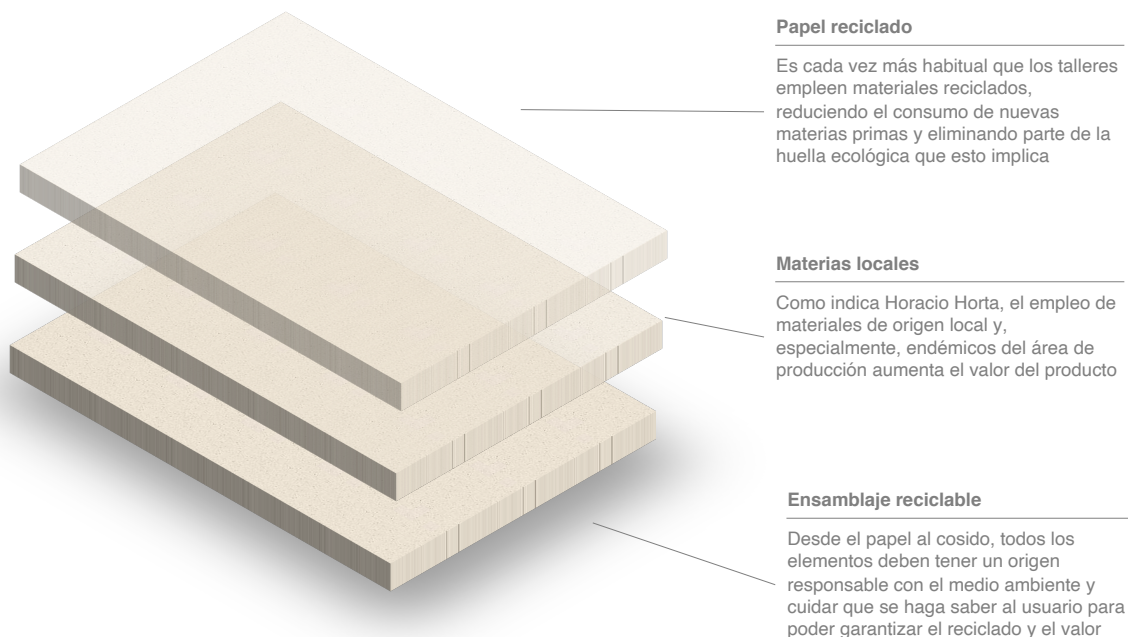 Papel reciclado
Es cada vez más habitual que los talleres
empleen materiales reciclados,
reduciendo el consumo de nuevas
materias primas y eliminando parte de la
huella ecológica que esto implica
Materias locales
Como indica Horacio Horta, el empleo de
materiales de origen local y,
especialmente, endémicos del área de
producción aumenta el valor del producto
Ensamblaje reciclable
Desde el papel al cosido, todos los
elementos deben tener un origen
responsable con el medio ambiente y
cuidar que se haga saber al usuario para
poder garantizar el reciclado y el valor